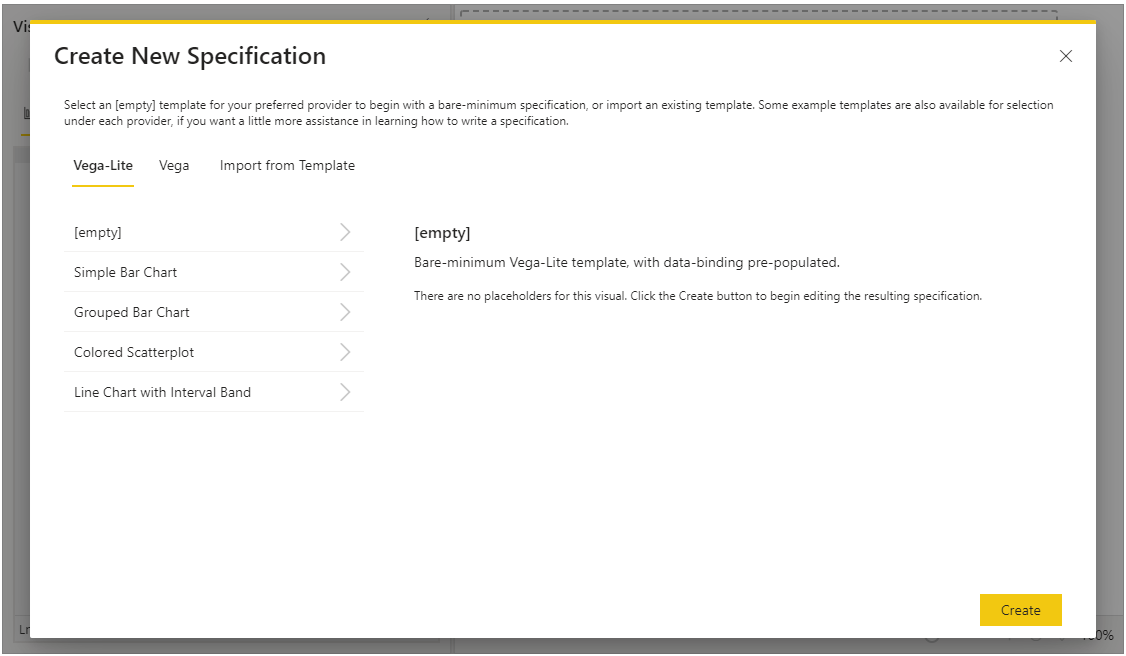 Create New Specification
Select an [empty] template for your preferred provider to begin with a bare-minimum specification, or import an existing template. Some example templates are also available for selection
under each provider, if you want a little more assistance in learning how to write a specification.
Vega-Lite Vega Import from Template
[empty]
Simple Bar Chart
Grouped Bar Chart
Colored Scatterplot
Line Chart with Interval Band
[empty]
Bare-minimum Vega-Lite template, with data-binding pre-populated.
There are no placeholders for this visual. Click the Create button to begin editing the resulting specification.
Create